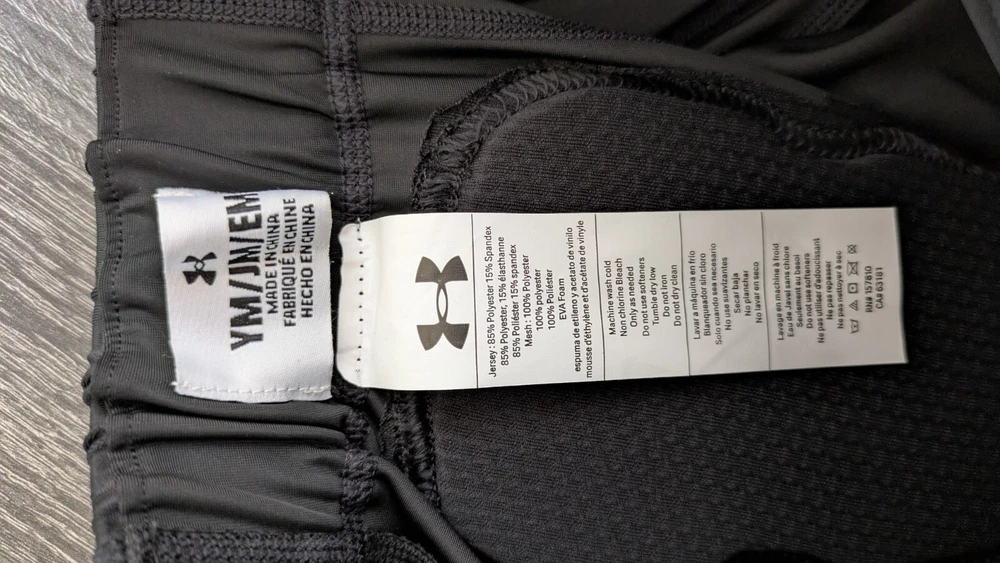 YM/JM/EM
MADE IN CHINA
FABRIQUÉ EN CHINE
HECHO EN CHINA
Jersey : 85% Polyester 15% Spandex
85% Polyester, 15% élasthanne
85% Poliéster 15% spandex
Mesh : 100% Polyester
100% polyester
100% Poliéster
EVA Foam
espuma de etileno y acetato de vinilo
mousse d'éthylène et d'acétate de vinyle
Machine wash cold
Non chlorine Bleach
Only as needed
Do not use softeners
Tumble dry low
Do not iron
Do not dry clean
Lavar a máquina en frío
Blanqueador sin cloro
Solo cuando sea necesario
No use suavizantes
Secar baja
No planchar
No lavar en seco
Lavage en machine à froid
Eau de Javel sans chlore
Seulement au besoin
Do not use softeners
Ne pas utiliser d'adoucissant
Ne pas repasser
Ne pas nettoyer à sec
RN# 157810
CA# 63181